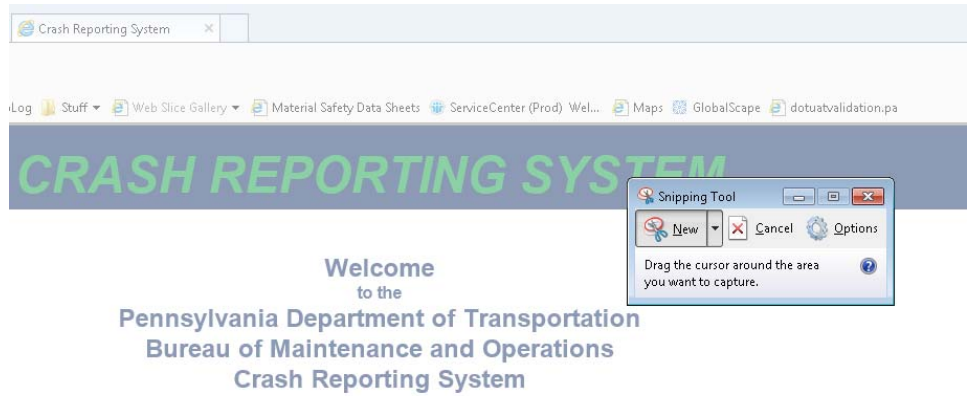 Crash Reporting System
Log Stuff Web Slice Gallery Material Safety Data Sheets ServiceCenter (Prod) Wel... Maps GlobalScape dotuatvalidation.pa
CRASH REPORTING SYSTEM
Snipping Tool
New Cancel Options
Drag the cursor around the area
you want to capture.
Welcome
to the
Pennsylvania Department of Transportation
Bureau of Maintenance and Operations
Crash Reporting System